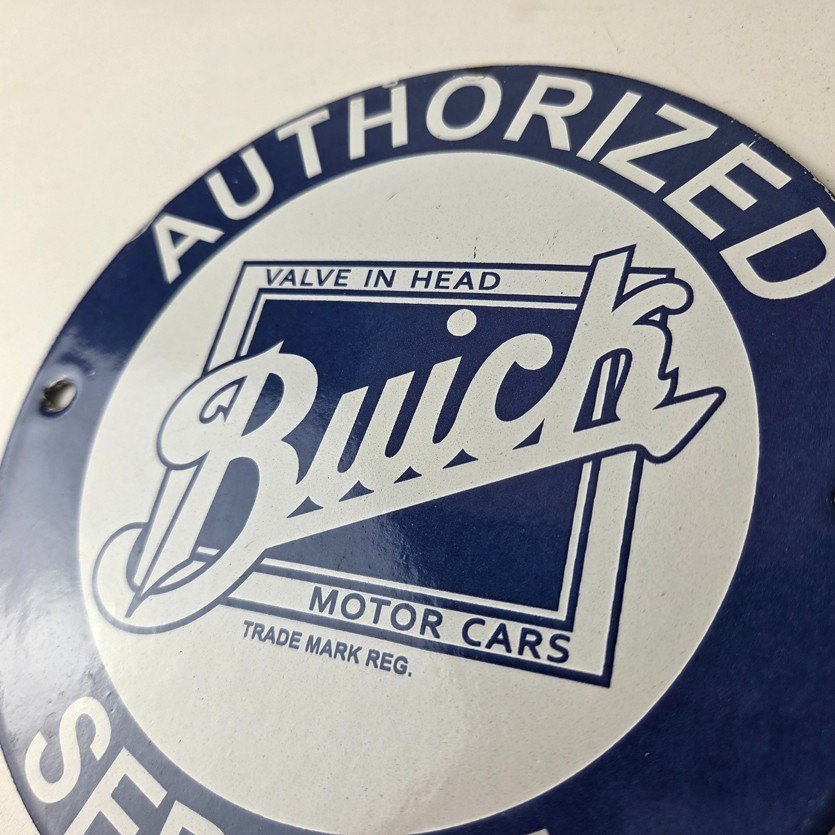 AUTHORIZED
VALVE IN HEAD
Buick
MOTOR CARS
TRADE MARK REG.